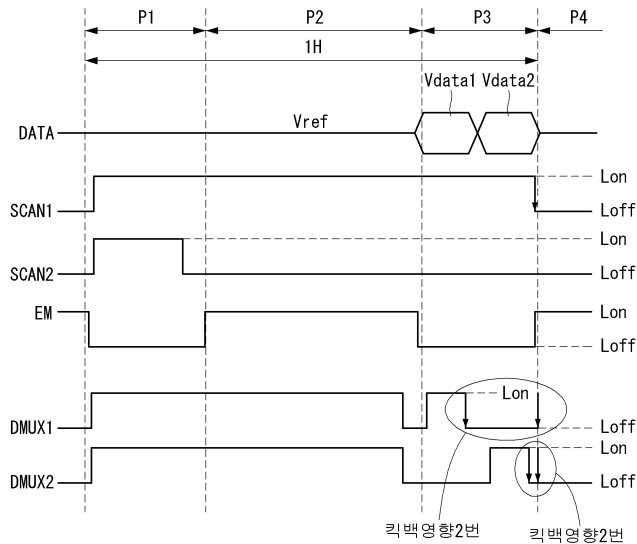 P1 P2 P3 P4
1H
Vdata1 Vdata2
DATA Vref
Lon
SCAN1 Loff
Lon
SCAN2 Loff
EM Lon
Loff
Lon
DMUX1 Loff
Lon
DMUX2 Loff
킥백영향2번 킥백영향2번